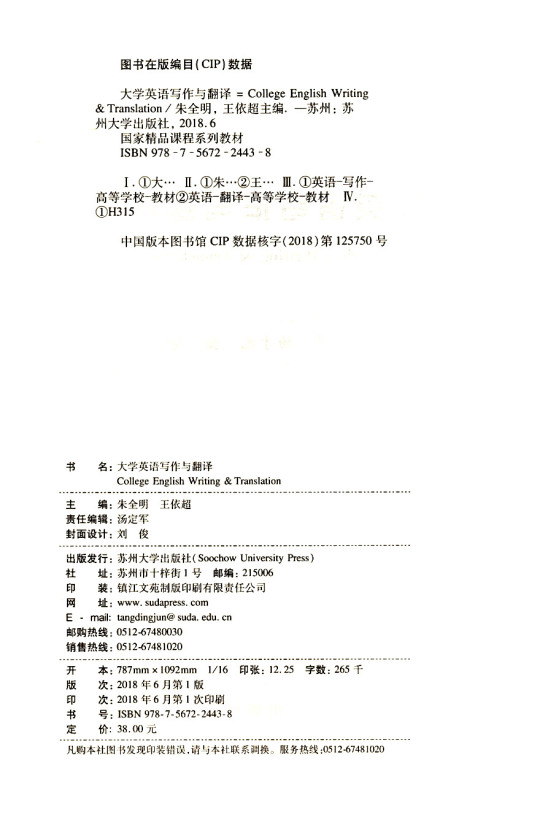 图书在版编目(CIP)数据
大学英语写作与翻译 = College English Writing
& Translation / 朱全明, 王依超主编. —苏州: 苏
州大学出版社, 2018.6
国家精品课程系列教材
ISBN 978-7-5672-2443-8
Ⅰ.①大… Ⅱ.①朱…②王… Ⅲ.①英语-写作-
高等学校-教材②英语-翻译-高等学校-教材 Ⅳ.
①H315
中国版本图书馆 CIP 数据核字(2018)第 125750 号
书 名: 大学英语写作与翻译
College English Writing & Translation
主 编: 朱全明 王依超
责任编辑: 汤定军
封面设计: 刘 俊
出版发行: 苏州大学出版社(Soochow University Press)
社 址: 苏州市十梓街1号 邮编: 215006
印 装: 镇江文苑制版印刷有限责任公司
网 址: www.sudapress.com
E - mail: tangdingjun@suda.edu.cn
邮购热线: 0512-67480030
销售热线: 0512-67481020
开 本: 787mm×1092mm 1/16 印张: 12.25 字数: 265千
版 次: 2018年6月第1版
印 次: 2018年6月第1次印刷
书 号: ISBN 978-7-5672-2443-8
定 价: 38.00元
凡购本社图书发现印装错误,请与本社联系调换。服务热线:0512-67481020